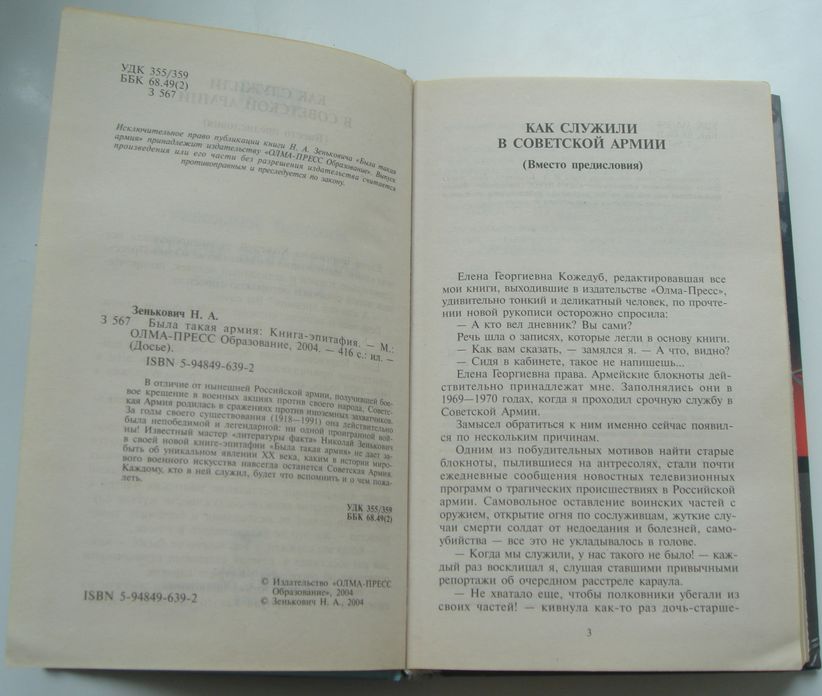 УДК 355/359
ББК 68.49(2)
З 567
Исключительное право публикации книги Н. А. Зеньковича «Была такая
армия» принадлежит издательству «ОЛМА-ПРЕСС Образование». Выпуск
произведения или его части без разрешения издательства считается
противоправным и преследуется по закону.
Зенькович Н. А.
З 567 Была такая армия: Книга-эпитафия. — М.:
ОЛМА-ПРЕСС Образование, 2004. — 416 с.: ил. —
(Досье).
ISBN 5-94849-639-2
В отличие от нынешней Российской армии, получившей бое-
вое крещение в военных акциях против своего народа, Советс-
кая Армия родилась в сражениях против иноземных захватчиков.
За годы своего существования (1918—1991) она действительно
была непобедимой и легендарной: ни одной проигранной вой-
ны! Известный мастер «литературы факта» Николай Зенькович
в своей новой книге-эпитафии «Была такая армия» не дает за-
быть об уникальном явлении XX века, каким в истории миро-
вого военного искусства навсегда останется Советская Армия.
Каждому, кто в ней служил, будет что вспомнить и о чем пожа-
леть.
УДК 355/359
ББК 68.49(2)
© Издательство «ОЛМА-ПРЕСС
Образование», 2004
ISBN 5-94849-639-2
© Зенькович Н. А., 2004
КАК СЛУЖИЛИ
В СОВЕТСКОЙ АРМИИ
(Вместо предисловия)
Елена Георгиевна Кожедуб, редактировавшая все
мои книги, выходившие в издательстве «Олма-Пресс»,
удивительно тонкий и деликатный человек, по прочте-
нии новой рукописи осторожно спросила:
— А кто вел дневник? Вы сами?
Речь шла о записях, которые легли в основу книги.
— Как вам сказать, — замялся я. — А что, видно?
— Сидя в кабинете, такое не напишешь...
Елена Георгиевна права. Армейские блокноты дей-
ствительно принадлежат мне. Заполнялись они в
1969—1970 годах, когда я проходил срочную службу в
Советской Армии.
Замысел обратиться к ним именно сейчас появил-
ся по нескольким причинам.
Одним из побудительных мотивов найти старые
блокноты, пылившиеся на антресолях, стали почти
ежедневные сообщения новостных телевизионных
программ о трагических происшествиях в Российской
армии. Самовольное оставление воинских частей с
оружием, открытие огня по сослуживцам, жуткие слу-
чаи смерти солдат от недоедания и болезней, само-
убийства — все это не укладывалось в голове.
— Когда мы служили, у нас такого не было! — каж-
дый раз восклицал я, слушая ставшими привычными
репортажи об очередном расстреле караула.
— Не хватало еще, чтобы полковники убегали из
своих частей! — кивнула как-то раз дочь-старше-
3